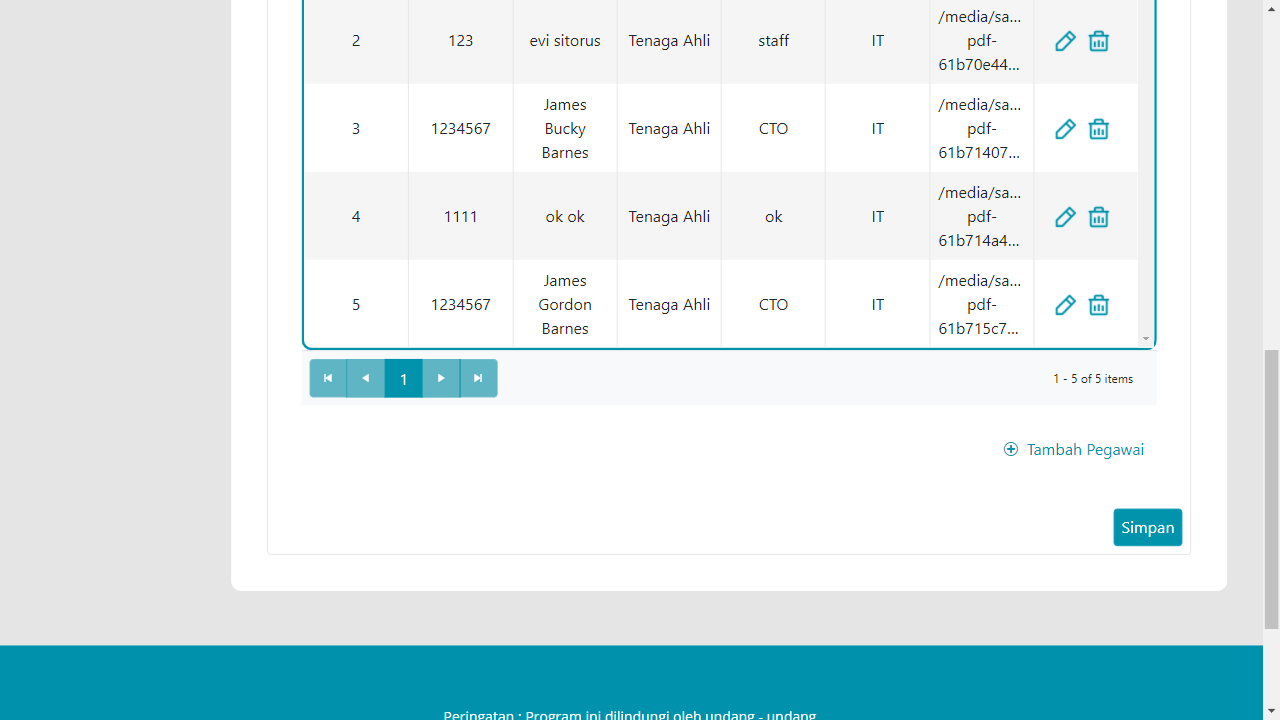 2 123 evi sitorus Tenaga Ahli staff IT /media/sa... pdf- 61b70e44...
3 1234567 James Bucky Barnes Tenaga Ahli CTO IT /media/sa... pdf- 61b71407...
4 1111 ok ok Tenaga Ahli ok IT /media/sa... pdf- 61b714a4...
5 1234567 James Gordon Barnes Tenaga Ahli CTO IT /media/sa... pdf- 61b715c7...
1
1 - 5 of 5 items
Tambah Pegawai
Simpan
Peringatan : Program ini dilindungi oleh undang - undang